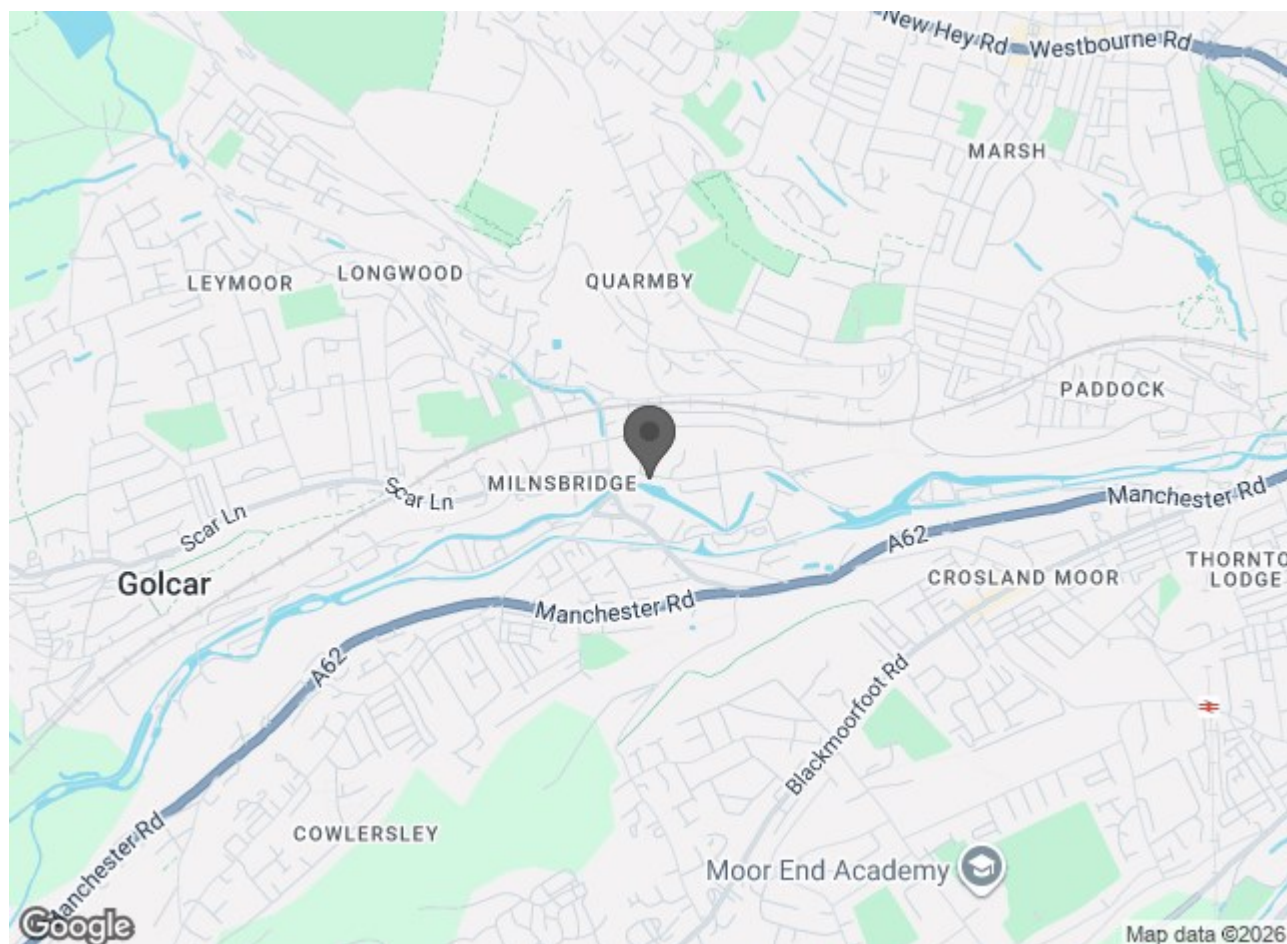 New Hey Rd
Westbourne Rd
MARSH
LEYMOOR
LONGWOOD
QUARMBY
PADDOCK
MILNSBRIDGE
Scar Ln
Scar Ln
Manchester Rd
A62
Golcar
CROSLAND MOOR
THORNTO
LODGE
Manchester Rd
A62
Blackmoorfoot Rd
COWLERSLEY
Moor End Academy
Manchester Rd
Google
Map data ©2026